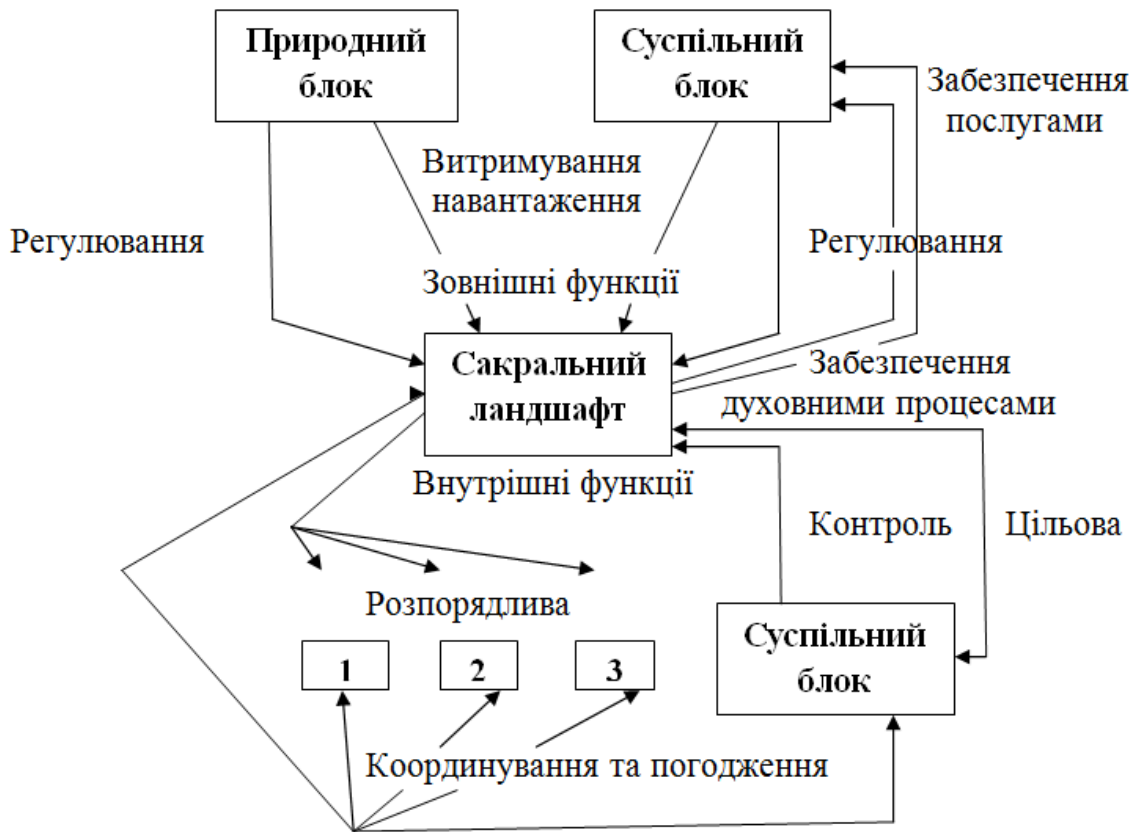 Природний
блок
Суспільний
блок
Забезпечення
послугами
Витримування
навантаження
Регулювання
Регулювання
Зовнішні функції
Сакральний
ландшафт
Забезпечення
духовними процесами
Внутрішні функції
Контроль
Цільова
Розпорядлива
Суспільний
блок
1
2
3
Координування та погодження